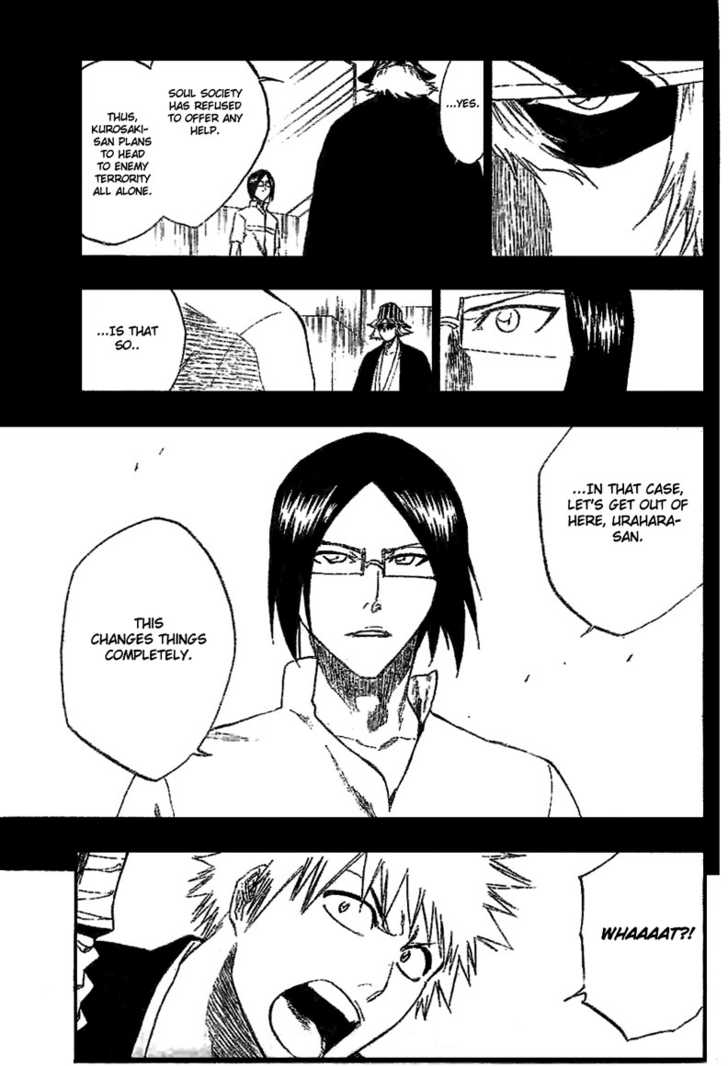 ...YES.
SOUL SOCIETY
HAS REFUSED
TO OFFER ANY
HELP.
THUS,
KUROSAKI-
SAN PLANS
TO HEAD
TO ENEMY
TERRORITY
ALL ALONE.
...IS THAT
SO..
...IN THAT CASE,
LET'S GET OUT OF
HERE, URAHARA-
SAN.
THIS
CHANGES THINGS
COMPLETELY.
WHAAAAT?!